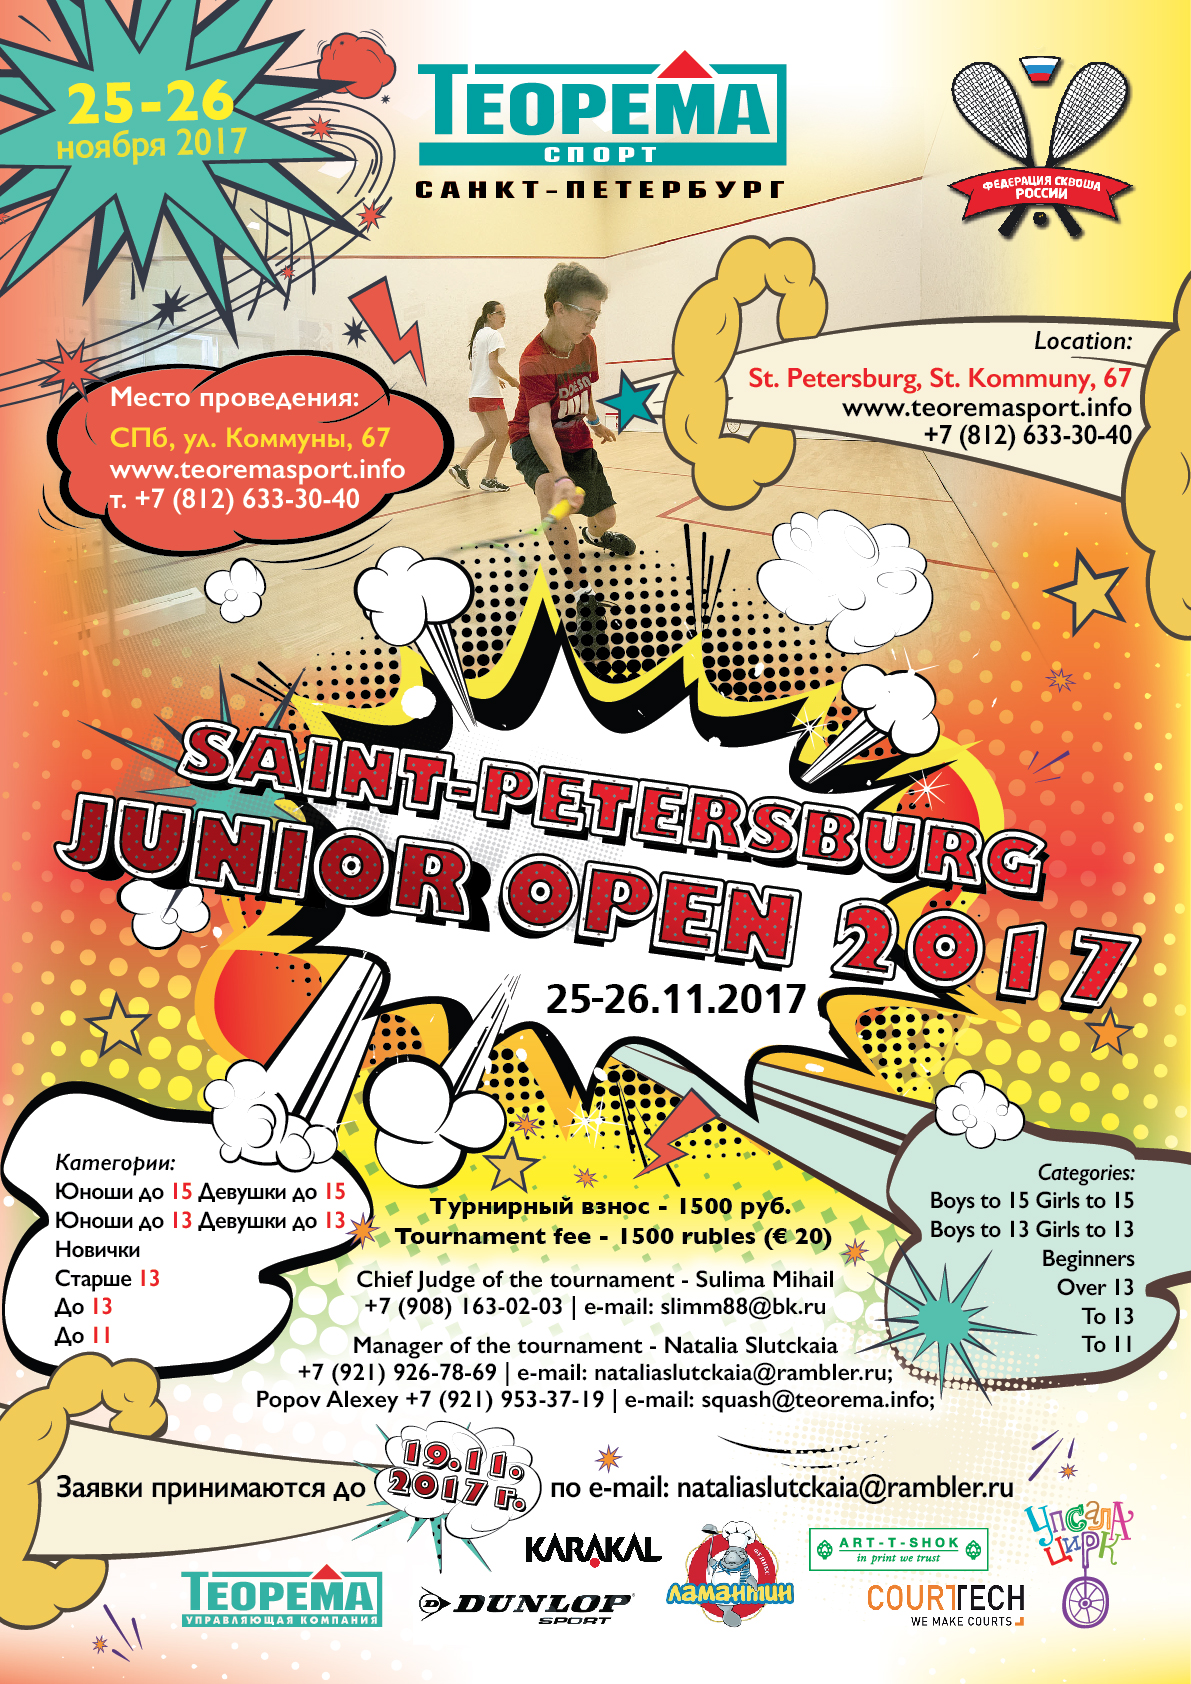 25-26
ноября 2017
ТЕОРЕМА
СПОРТ
САНКТ-ПЕТЕРБУРГ
ФЕДЕРАЦИЯ СКВОША
РОССИИ
Место проведения:
СПб, ул. Коммуны, 67
www.teoremasport.info
т. +7 (812) 633-30-40
Location:
St. Petersburg, St. Kommuny, 67
www.teoremasport.info
+7 (812) 633-30-40
SAINT-PETERSBURG
JUNIOR OPEN 2017
25-26.11.2017
Категории:
Юноши до 15 Девушки до 15
Юноши до 13 Девушки до 13
Новички
Старше 13
До 13
До 11
Турнирный взнос - 1500 руб.
Tournament fee - 1500 rubles (€ 20)
Chief Judge of the tournament - Sulima Mihail
+7 (908) 163-02-03 | e-mail: slimm88@bk.ru
Manager of the tournament - Natalia Slutckaia
+7 (921) 926-78-69 | e-mail: nataliaslutckaia@rambler.ru;
Popov Alexey +7 (921) 953-37-19 | e-mail: squash@teorema.info;
Categories:
Boys to 15 Girls to 15
Boys to 13 Girls to 13
Beginners
Over 13
To 13
To 11
Заявки принимаются до 19.11. 2017 г. по e-mail: nataliaslutckaia@rambler.ru
ТЕОРЕМА
УПРАВЛЯЮЩАЯ КОМПАНИЯ
KARAKAL
DUNLOP
SPORT
Ламантин
ART-T-SHOK
in print we trust
COURTTECH
WE MAKE COURTS
Упсала
Цирк